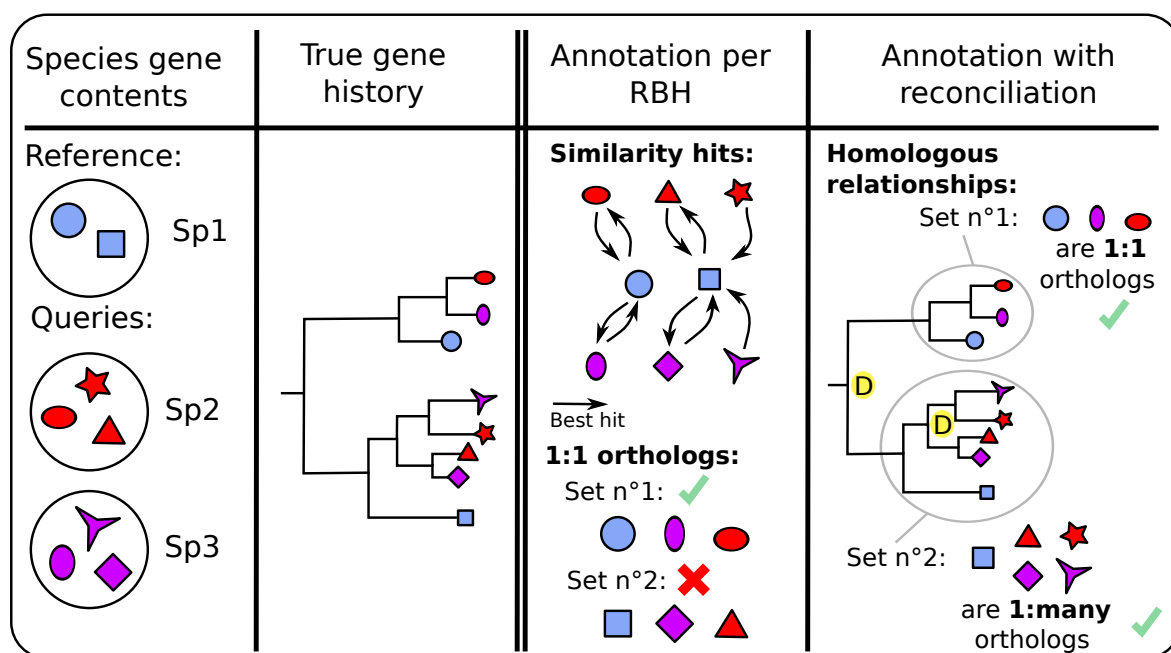 Species gene
contents
True gene
history
Annotation per
RBH
Annotation with
reconciliation
Reference:
Sp1
Queries:
Sp2
Sp3
Similarity hits:
Best hit
1:1 orthologs:
Set n°1:
Set n°2:
Homologous
relationships:
Set n°1:
are 1:1
orthologs
D
D
Set n°2:
are 1:many
orthologs